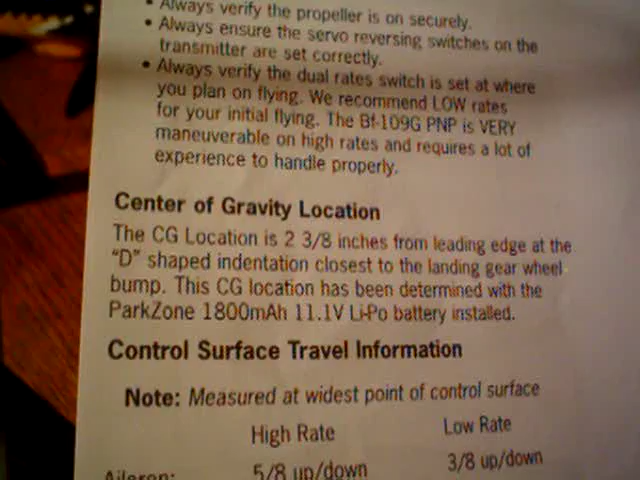 • Always verify the propeller is on securely.
• Always ensure the servo reversing switches on the
transmitter are set correctly.
• Always verify the dual rates switch is set at where
you plan on flying. We recommend LOW rates
for your initial flying. The Bf-109G PNP is VERY
maneuverable on high rates and requires a lot of
experience to handle properly.
Center of Gravity Location
The CG Location is 2 3/8 inches from leading edge at the
“D” shaped indentation closest to the landing gear wheel
bump. This CG location has been determined with the
ParkZone 1800mAh 11.1V Li-Po battery installed.
Control Surface Travel Information
Note: Measured at widest point of control surface
High Rate Low Rate
Aileron: 5/8 up/down 3/8 up/down